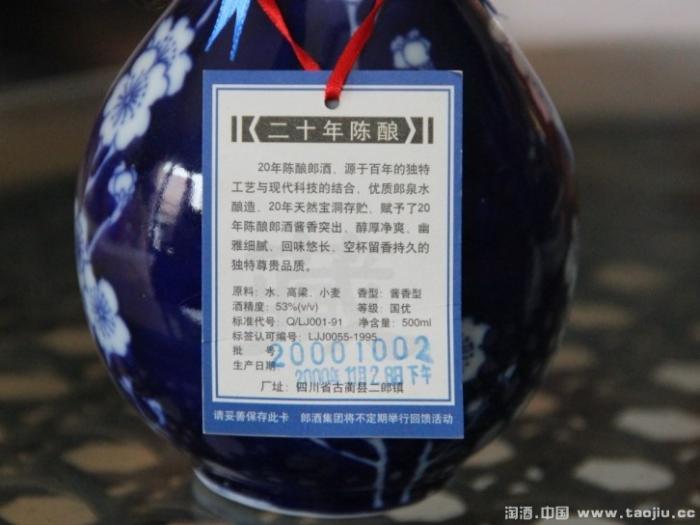 二十年陈酿
20年陈酿郎酒、源于百年的独特
工艺与现代科技的结合、优质郎泉水
酿造、20年天然宝洞存贮、赋予了20
年陈酿郎酒酱香突出、醇厚净爽、幽
雅细腻、回味悠长、空杯留香持久的
独特尊贵品质。
原料：水、高梁、小麦 香型：酱香型
酒精度：53%(v/v) 等级：国优
标准代号：Q/LJ001-91 净含量：500ml
标签认可编号：LJJ0055-1995
批 号 20001002
生产日期 2000年11月28日下午
厂址：四川省古蔺县二郎镇
请妥善保存此卡 郎酒集团将不定期举行回馈活动
淘酒.中国 www.taojiu.cc